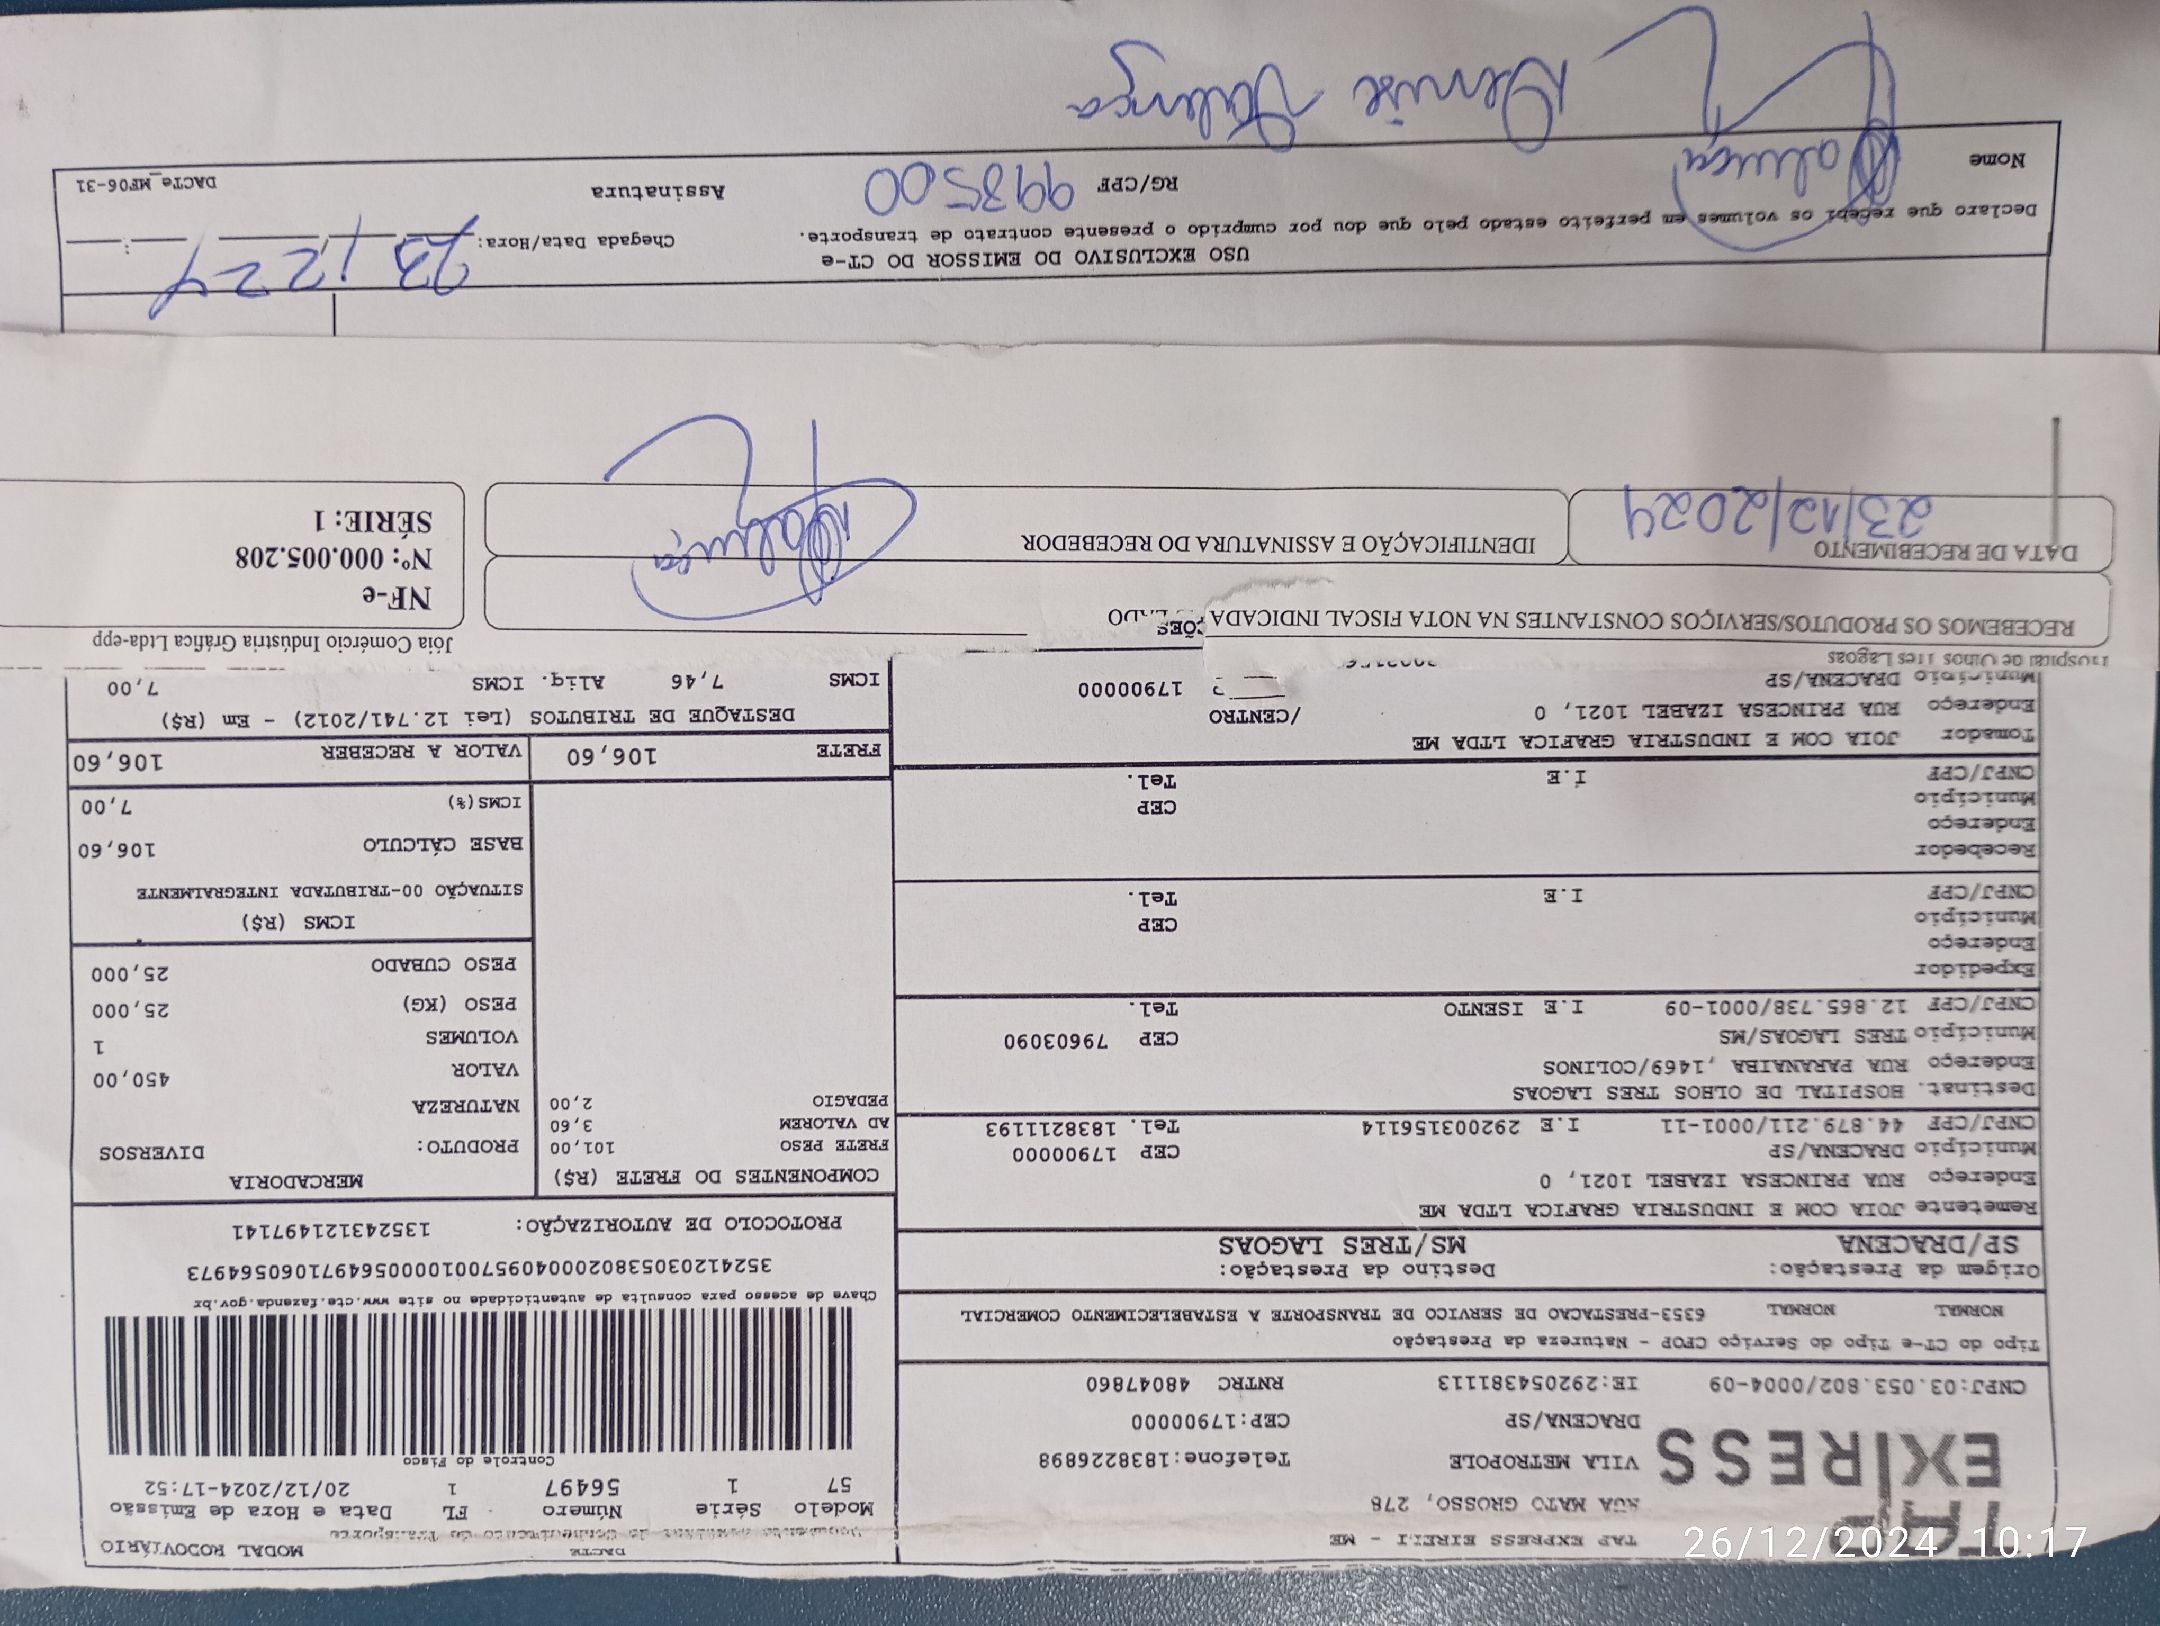 TAP EXPRESS
TAP EXPRESS EIRELI - ME
RUA MATO GROSSO, 278
VILA METROPOLE Telefone:1838226898
DRACENA/SP CEP:17900000
CNPJ:03.053.802/0004-09 IE:292054381113 RNTRC 48047860
DACTE
Documento Auxiliar do Conhecimento de Transporte
MODAL RODOVIÁRIO
Modelo Série Número FL Data e Hora de Emissão
57 1 56497 1 20/12/2024-17:52
Controle do Fisco
Chave de acesso para consulta de autenticidade no site www.cte.fazenda.gov.br
35241203053802000409570010000564971060564973
PROTOCOLO DE AUTORIZAÇÃO: 135243121497141
Tipo do CT-e Tipo do Serviço CFOP - Natureza da Prestação
NORMAL NORMAL 6353-PRESTACAO DE SERVICO DE TRANSPORTE A ESTABELECIMENTO COMERCIAL
Origem da Prestação: Destino da Prestação:
SP/DRACENA MS/TRES LAGOAS
Remetente JOIA COM E INDUSTRIA GRAFICA LTDA ME
Endereço RUA PRINCESA IZABEL 1021, 0
Município DRACENA/SP CEP 17900000
CNPJ/CPF 44.879.211/0001-11 I.E 292003156114 Tel. 1838211193
Destinat. HOSPITAL DE OLHOS TRES LAGOAS
Endereço RUA PARANAIBA ,1469/COLINOS
Município TRES LAGOAS/MS CEP 79603090
CNPJ/CPF 12.865.738/0001-09 I.E ISENTO Tel.
Expedidor
Endereço
Município CEP
CNPJ/CPF I.E Tel.
Recebedor
Endereço
Município CEP
CNPJ/CPF I.E Tel.
Tomador JOIA COM E INDUSTRIA GRAFICA LTDA ME
Endereço RUA PRINCESA IZABEL 1021, 0 /CENTRO
Município DRACENA/SP 17900000
COMPONENTES DO FRETE (R$)
FRETE PESO 101,00
AD VALOREM 3,60
PEDAGIO 2,00
MERCADORIA
PRODUTO: DIVERSOS
NATUREZA
VALOR 450,00
VOLUMES 1
PESO (KG) 25,000
PESO CUBADO 25,000
ICMS (R$)
SITUAÇÃO 00-TRIBUTADA INTEGRALMENTE
BASE CÁLCULO 106,60
ICMS(%) 7,00
FRETE 106,60 VALOR A RECEBER 106,60
DESTAQUE DE TRIBUTOS (Lei 12.741/2012) - Em (R$)
ICMS 7,46 Aliq. ICMS 7,00
Hospital de Olhos Tres Lagoas
Jóia Comércio Indústria Gráfica Ltda-epp
RECEBEMOS OS PRODUTOS/SERVIÇOS CONSTANTES NA NOTA FISCAL INDICADA
DATA DE RECEBIMENTO
23/12/2024
IDENTIFICAÇÃO E ASSINATURA DO RECEBEDOR
NF-e
Nº: 000.005.208
SÉRIE: 1
USO EXCLUSIVO DO EMISSOR DO CT-e
Declaro que recebi os volumes em perfeito estado pelo que dou por cumprido o presente contrato de transporte.
Chegada Data/Hora: 23 12 24
Nome RG/CPF 993500 Assinatura
DACTe_MF06-31
Denise
26/12/2024 10:17